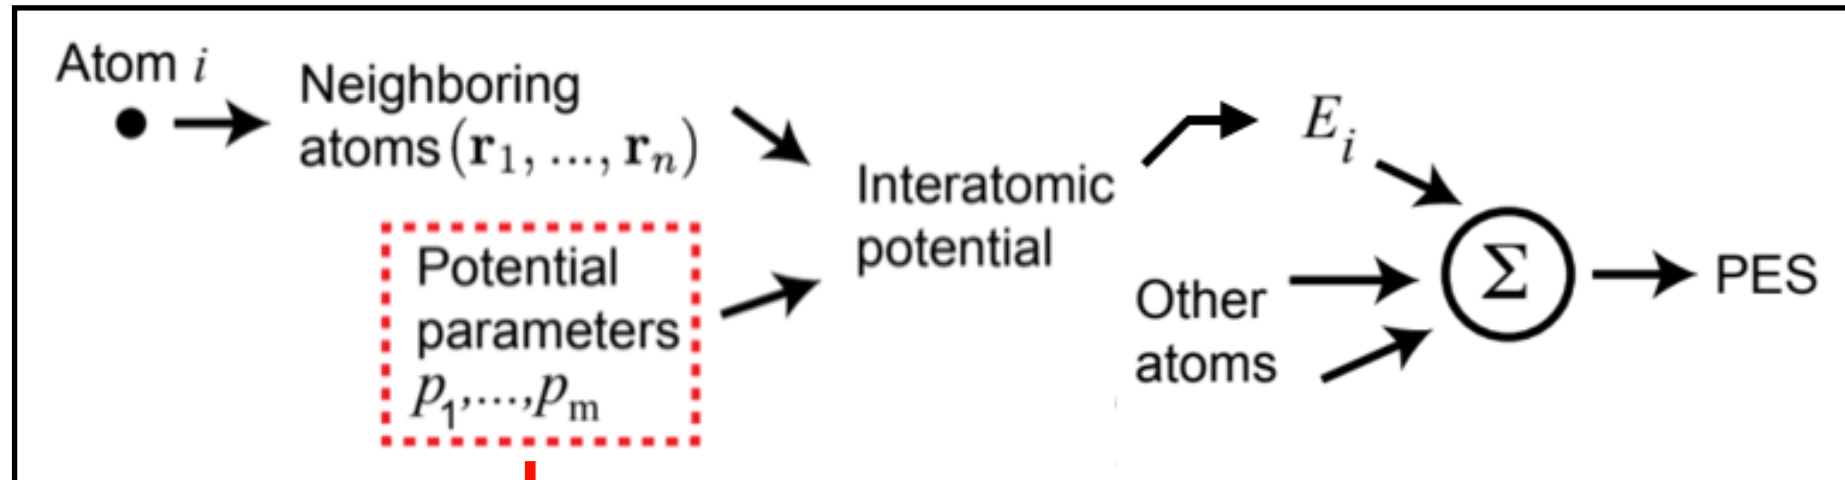 Atom i
Neighboring
atoms (r₁, ..., rₙ)
Potential
parameters
p₁,...,pₘ
Interatomic
potential
Eᵢ
Other
atoms
Σ
PES